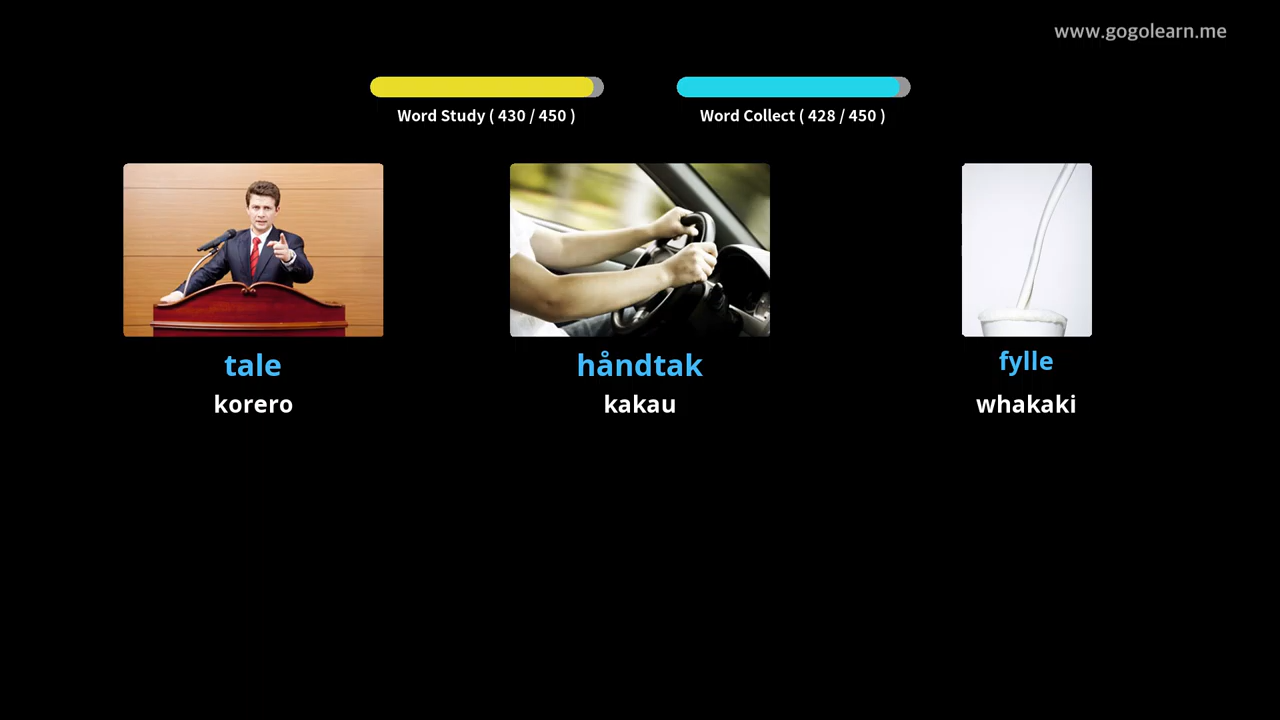 www.gogolearn.me
Word Study ( 430 / 450 )
Word Collect ( 428 / 450 )
tale
håndtak
fylle
korero
kakau
whakaki